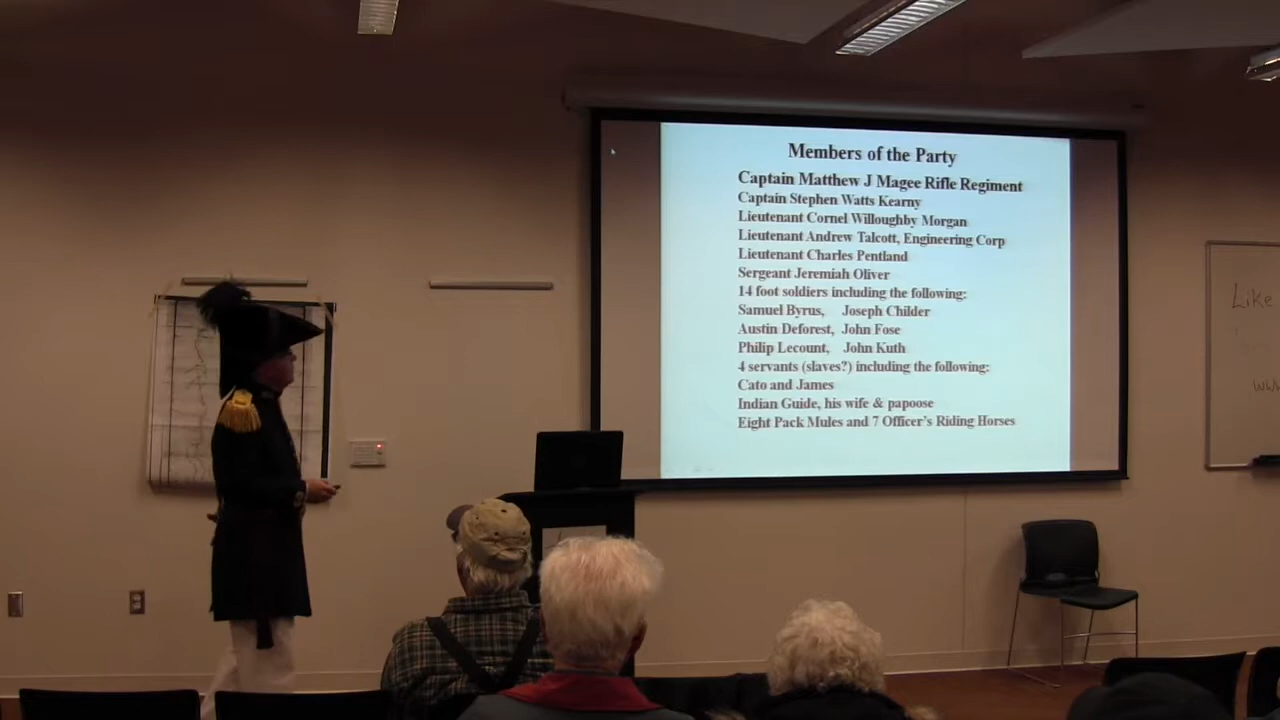 Members of the Party
Captain Matthew J Magee Rifle Regiment
Captain Stephen Watts Kearny
Lieutenant Cornel Willoughby Morgan
Lieutenant Andrew Talcott, Engineering Corp
Lieutenant Charles Pentland
Sergeant Jeremiah Oliver
14 foot soldiers including the following:
Samuel Byrus, Joseph Childer
Austin Deforest, John Fose
Philip Lecount, John Kuth
4 servants (slaves?) including the following:
Cato and James
Indian Guide, his wife & papoose
Eight Pack Mules and 7 Officer's Riding Horses
Like